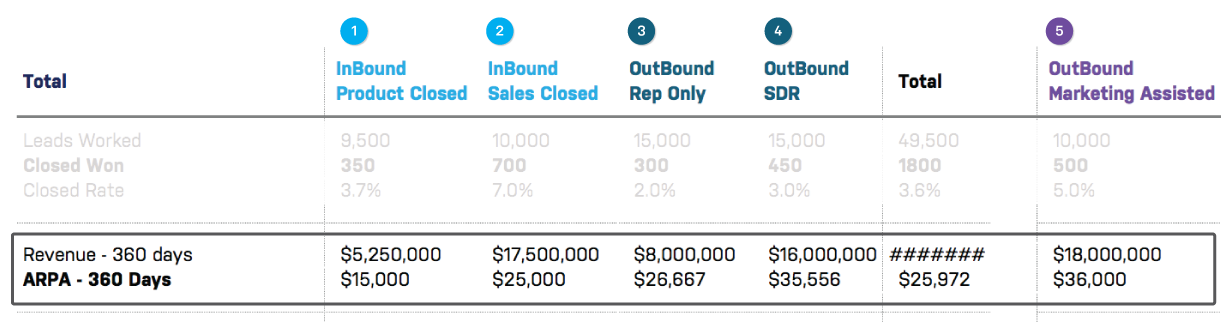 1 2 3 4 5
Total InBound Product Closed InBound Sales Closed OutBound Rep Only OutBound SDR Total OutBound Marketing Assisted
Leads Worked 9,500 10,000 15,000 15,000 49,500 10,000
Closed Won 350 700 300 450 1800 500
Closed Rate 3.7% 7.0% 2.0% 3.0% 3.6% 5.0%
Revenue - 360 days $5,250,000 $17,500,000 $8,000,000 $16,000,000 ####### $18,000,000
ARPA - 360 Days $15,000 $25,000 $26,667 $35,556 $25,972 $36,000